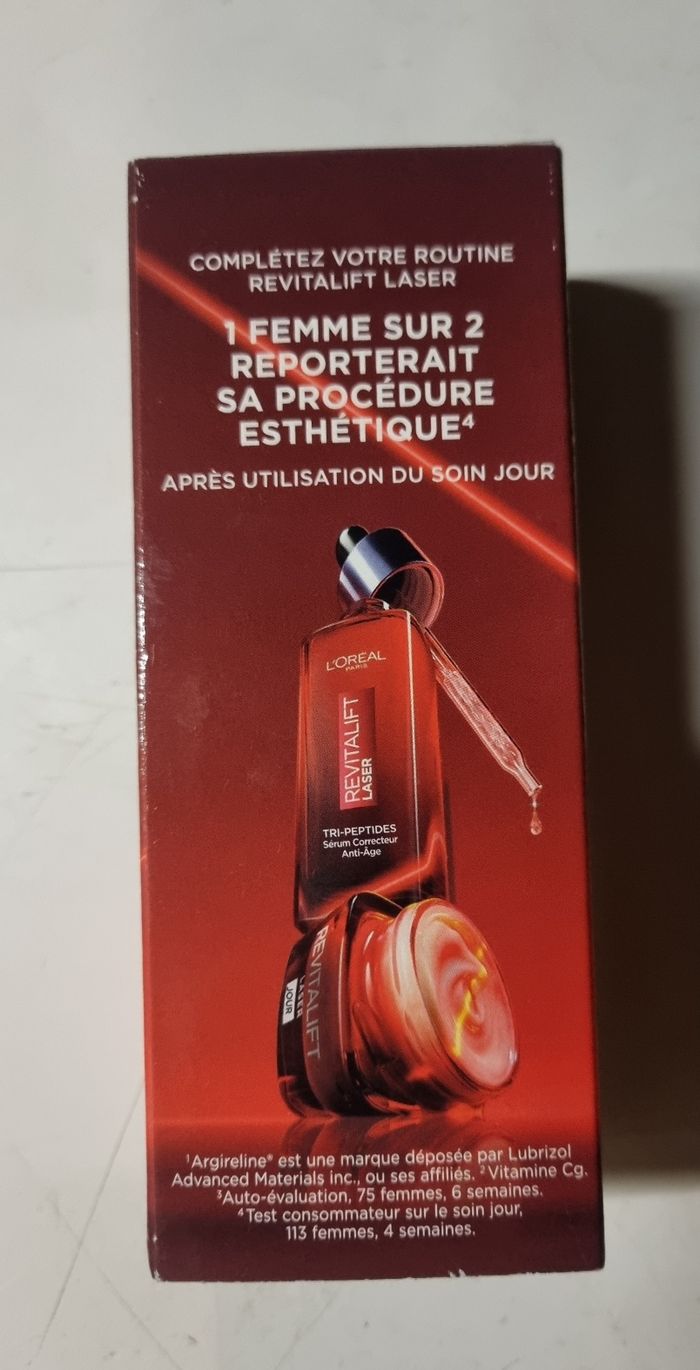 COMPLÉTEZ VOTRE ROUTINE
REVITALIFT LASER
1 FEMME SUR 2
REPORTERAIT
SA PROCÉDURE
ESTHÉTIQUE⁴
APRÈS UTILISATION DU SOIN JOUR
L'ORÉAL
PARIS
REVITALIFT
LASER
TRI-PEPTIDES
Sérum Correcteur
Anti-Âge
REVITALIFT
LASER
JOUR
¹Argireline® est une marque déposée par Lubrizol
Advanced Materials inc., ou ses affiliés. ²Vitamine Cg.
³Auto-évaluation, 75 femmes, 6 semaines.
⁴Test consommateur sur le soin jour,
113 femmes, 4 semaines.